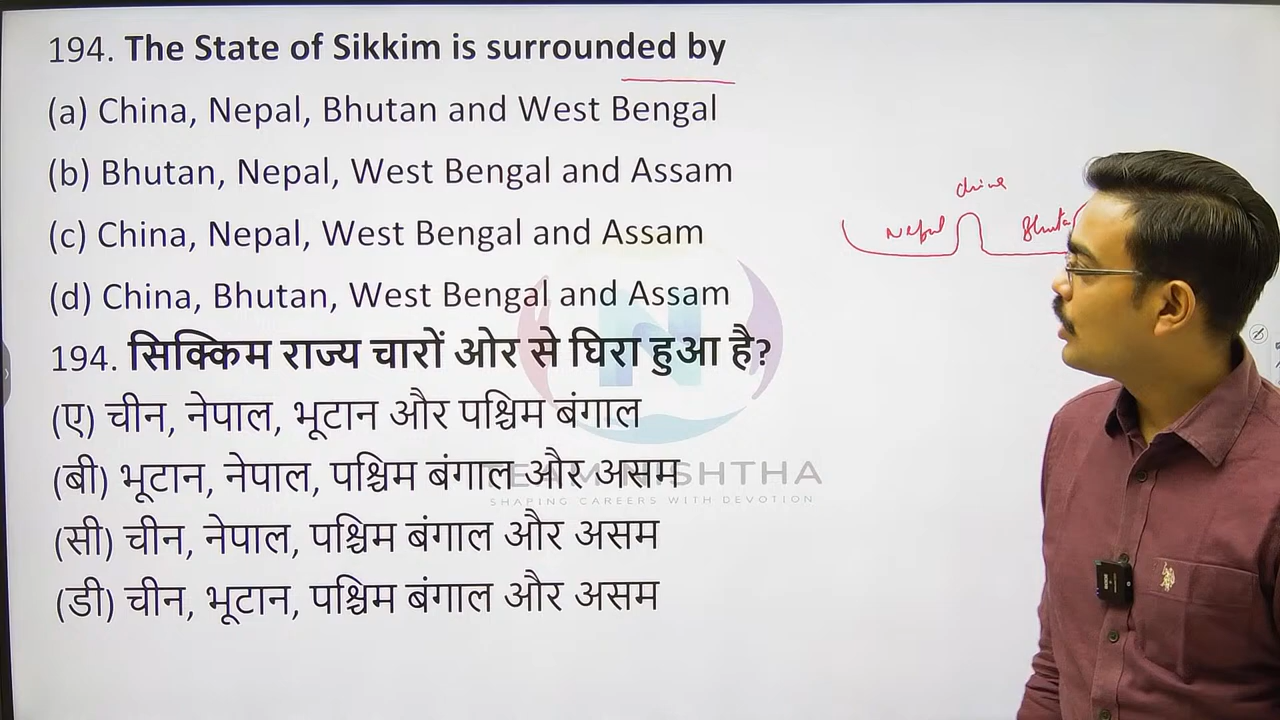 194. The State of Sikkim is surrounded by
(a) China, Nepal, Bhutan and West Bengal
(b) Bhutan, Nepal, West Bengal and Assam
(c) China, Nepal, West Bengal and Assam
(d) China, Bhutan, West Bengal and Assam
china
Nepal
194. सिक्किम राज्य चारों ओर से घिरा हुआ है?
(ए) चीन, नेपाल, भूटान और पश्चिम बंगाल
(बी) भूटान, नेपाल, पश्चिम बंगाल और असम
(सी) चीन, नेपाल, पश्चिम बंगाल और असम
(डी) चीन, भूटान, पश्चिम बंगाल और असम
TEAM NISHTHA
SHAPING CAREERS WITH DEVOTION